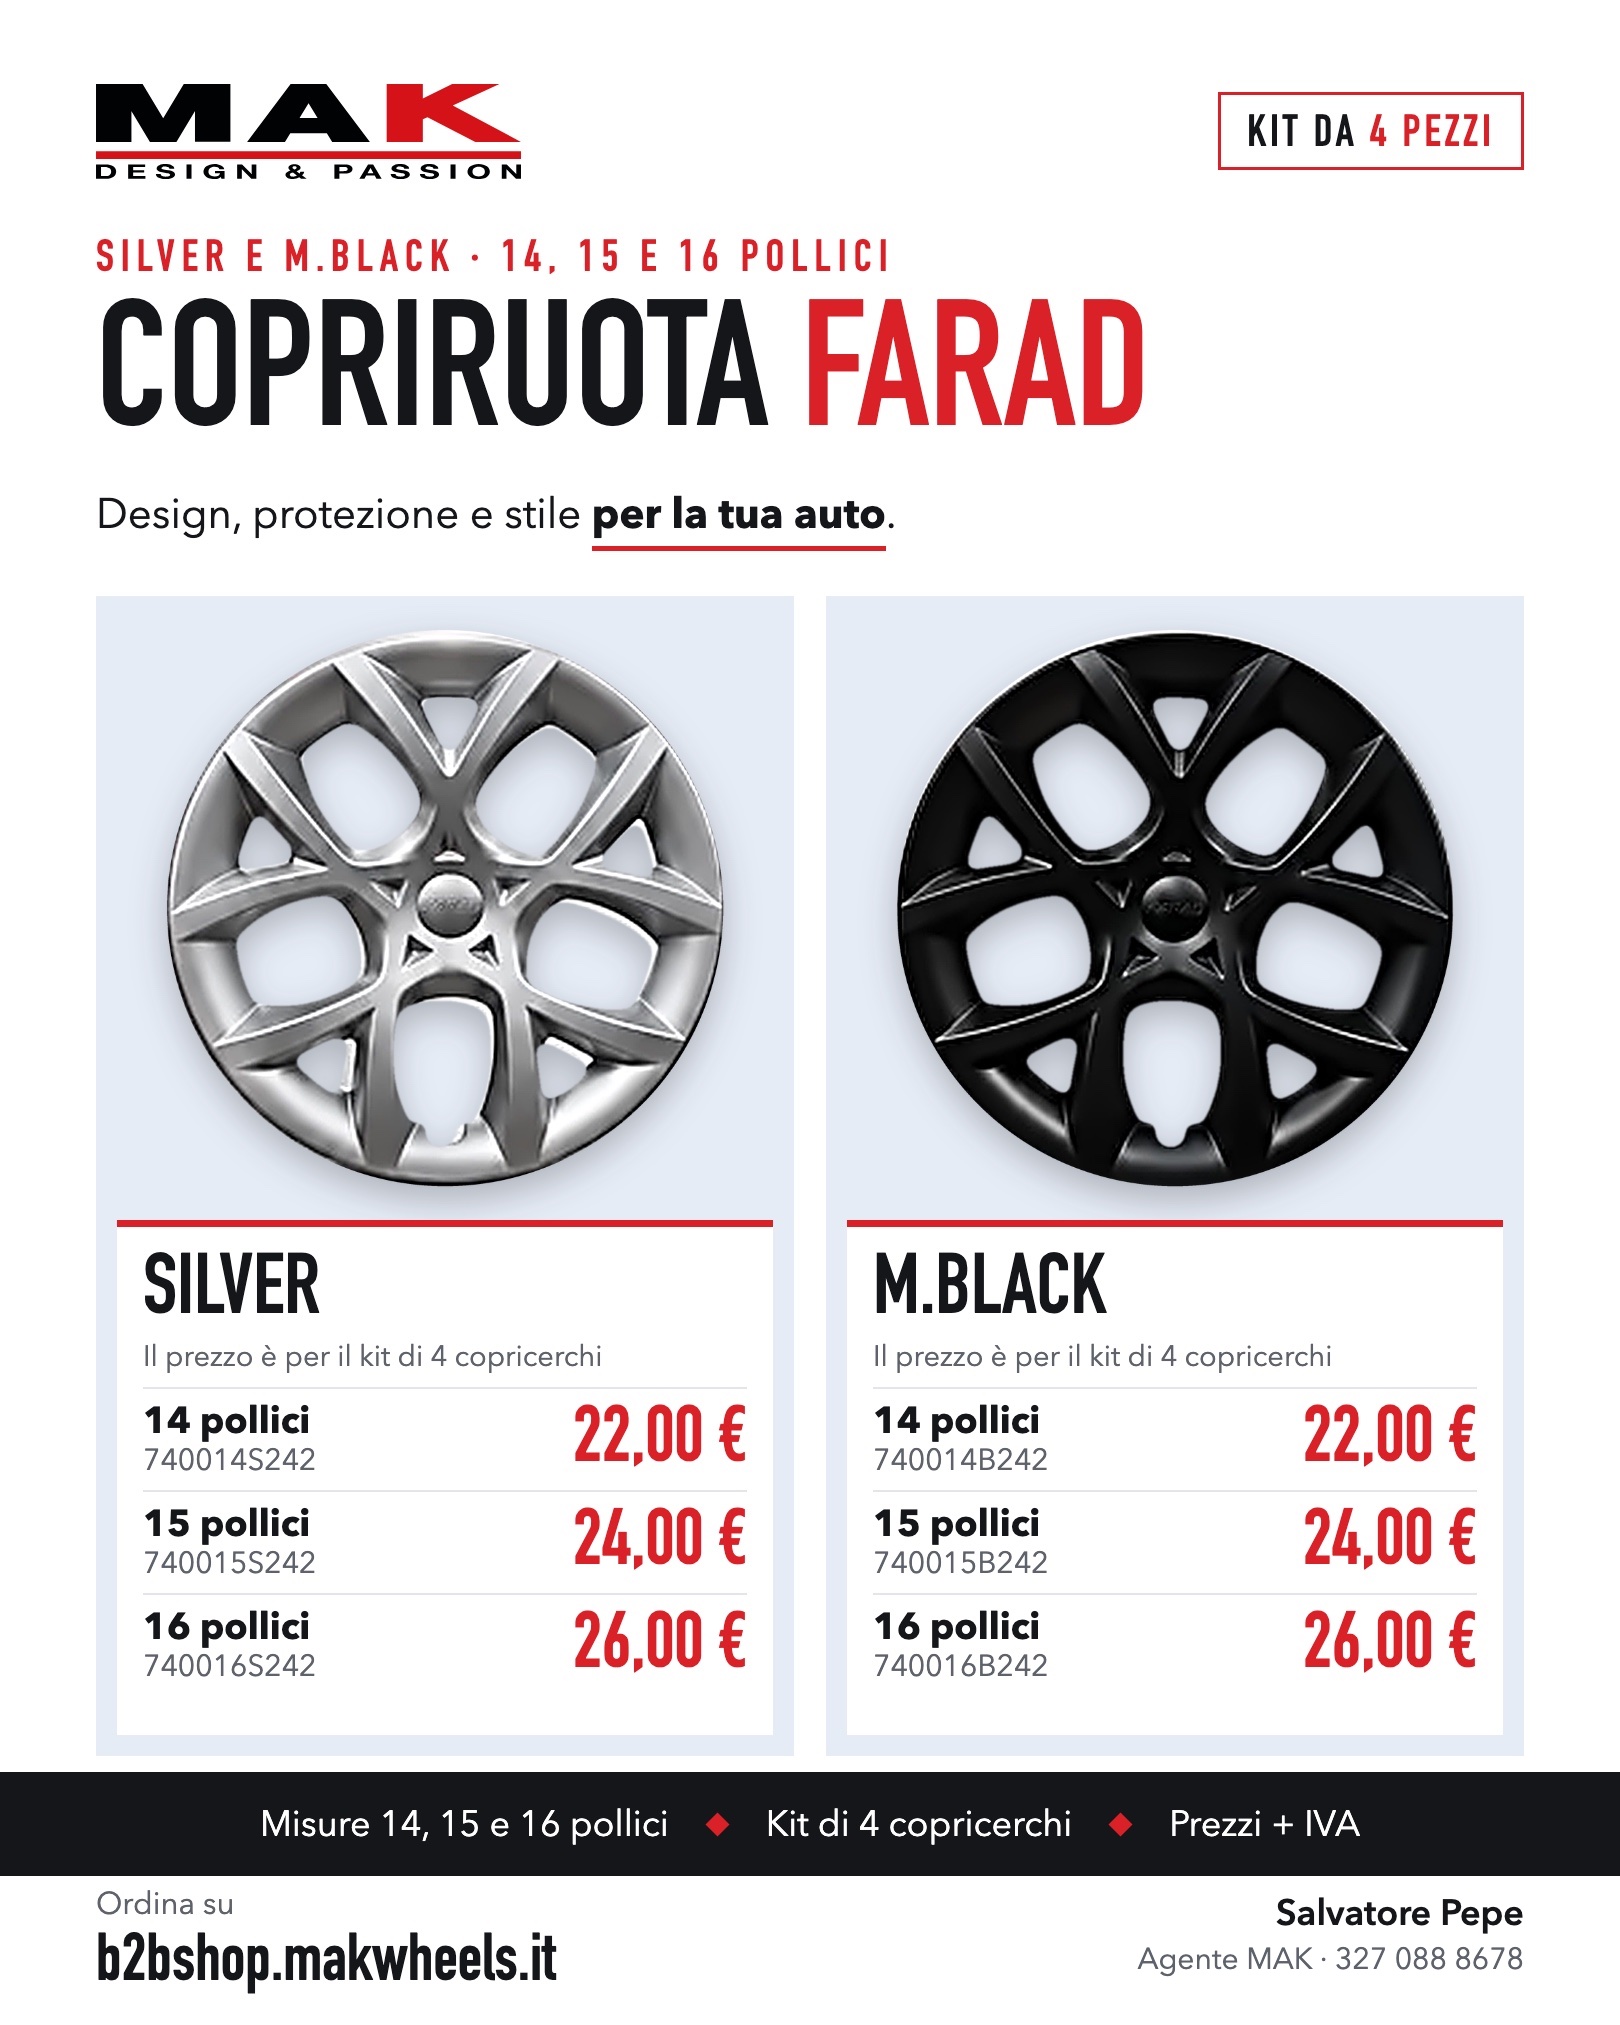 MAK
DESIGN & PASSION
KIT DA 4 PEZZI
SILVER E M.BLACK · 14, 15 E 16 POLLICI
COPRIRUOTA FARAD
Design, protezione e stile per la tua auto.
SILVER
Il prezzo è per il kit di 4 copricerchi
14 pollici
740014S242
22,00 €
15 pollici
740015S242
24,00 €
16 pollici
740016S242
26,00 €
M.BLACK
Il prezzo è per il kit di 4 copricerchi
14 pollici
740014B242
22,00 €
15 pollici
740015B242
24,00 €
16 pollici
740016B242
26,00 €
Misure 14, 15 e 16 pollici ◆ Kit di 4 copricerchi ◆ Prezzi + IVA
Ordina su
b2bshop.makwheels.it
Salvatore Pepe
Agente MAK · 327 088 8678